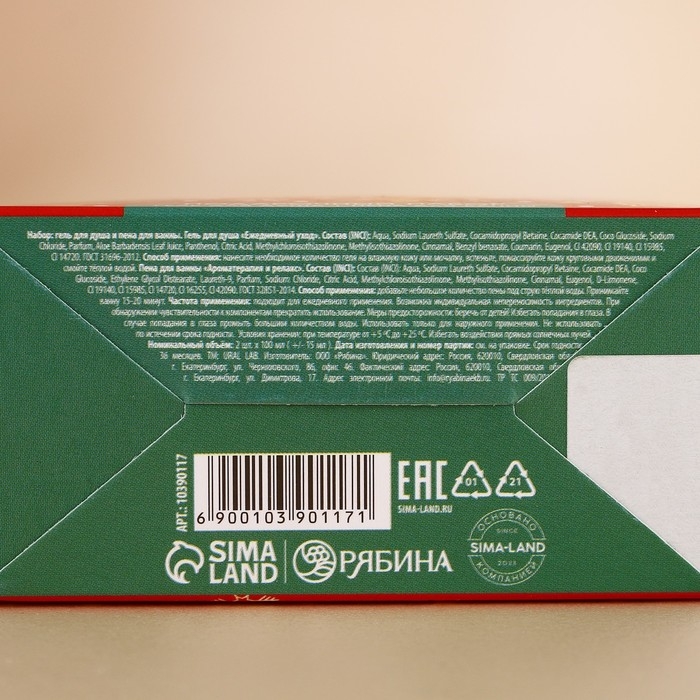 Набор: гель для душа и пена для ванны. Гель для душа «Ежедневный уход». Состав (INCI): Aqua, Sodium Laureth Sulfate, Cocamidopropyl Betaine, Cocamide DEA, Coco Glucoside, Sodium
Chloride, Parfum, Aloe Barbadensis Leaf Juice, Panthenol, Citric Acid, Methylchloroisothiazolinone, Methylisothiazolinone, Cinnamal, Benzyl benzoate, Coumarin, Eugenol, CI 42090, CI 19140, CI 15985,
CI 14720, ГОСТ 31696-2012. Способ применения: нанесите необходимое количество геля на влажную кожу или мочалку, вспеньте, помассируйте кожу круговыми движениями и
смойте тёплой водой. Пена для ванны «Ароматерапия и релакс». Состав (INCI): Aqua, Sodium Laureth Sulfate, Cocamidopropyl Betaine, Cocamide DEA, Coco
Glucoside, Ethylene Glycol Distearate, Laureth-9, Parfum, Sodium Chloride, Citric Acid, Methylchloroisothiazolinone, Methylisothiazolinone, Cinnamal, Eugenol, D-Limonene,
CI 19140, CI 15985, CI 14720, CI 16255, CI 42090, ГОСТ 32851-2014. Способ применения: добавьте небольшое количество пены под струю тёплой воды. Принимайте
ванну 15-20 минут. Частота применения: подходит для ежедневного применения. Возможна индивидуальная непереносимость ингредиентов. При
обнаружении чувствительности к компонентам прекратить использование. Меры предосторожности: беречь от детей! Избегать попадания в глаза. В
случае попадания в глаза промыть большим количеством воды. Использовать только для наружного применения. Не использовать
по истечении срока годности. Условия хранения: при температуре от +5 °C до +25 °C. Избегать воздействия прямых солнечных лучей.
Номинальный объём: 2 шт. х 100 мл (+/- 15 мл). Дата изготовления и номер партии: см. на упаковке. Срок годности:
36 месяцев. ТМ: URAL LAB. Изготовитель: ООО «Рябина». Юридический адрес: Россия, 620010, Свердловская обл.,
г. Екатеринбург, ул. Черняховского, 86, офис 46. Фактический адрес: Россия, 620010, Свердловская обл.,
г. Екатеринбург, ул. Димитрова, 17. Адрес электронной почты: info@ryabinaekb.ru. ТР ТС 009/20
АРТ.: 10390117
6 900103 901171
EAC 01 21
SIMA-LAND.RU
SIMA
LAND
РЯБИНА
ОСНОВАНО
SINCE
SIMA-LAND
КОМПАНИЕЙ